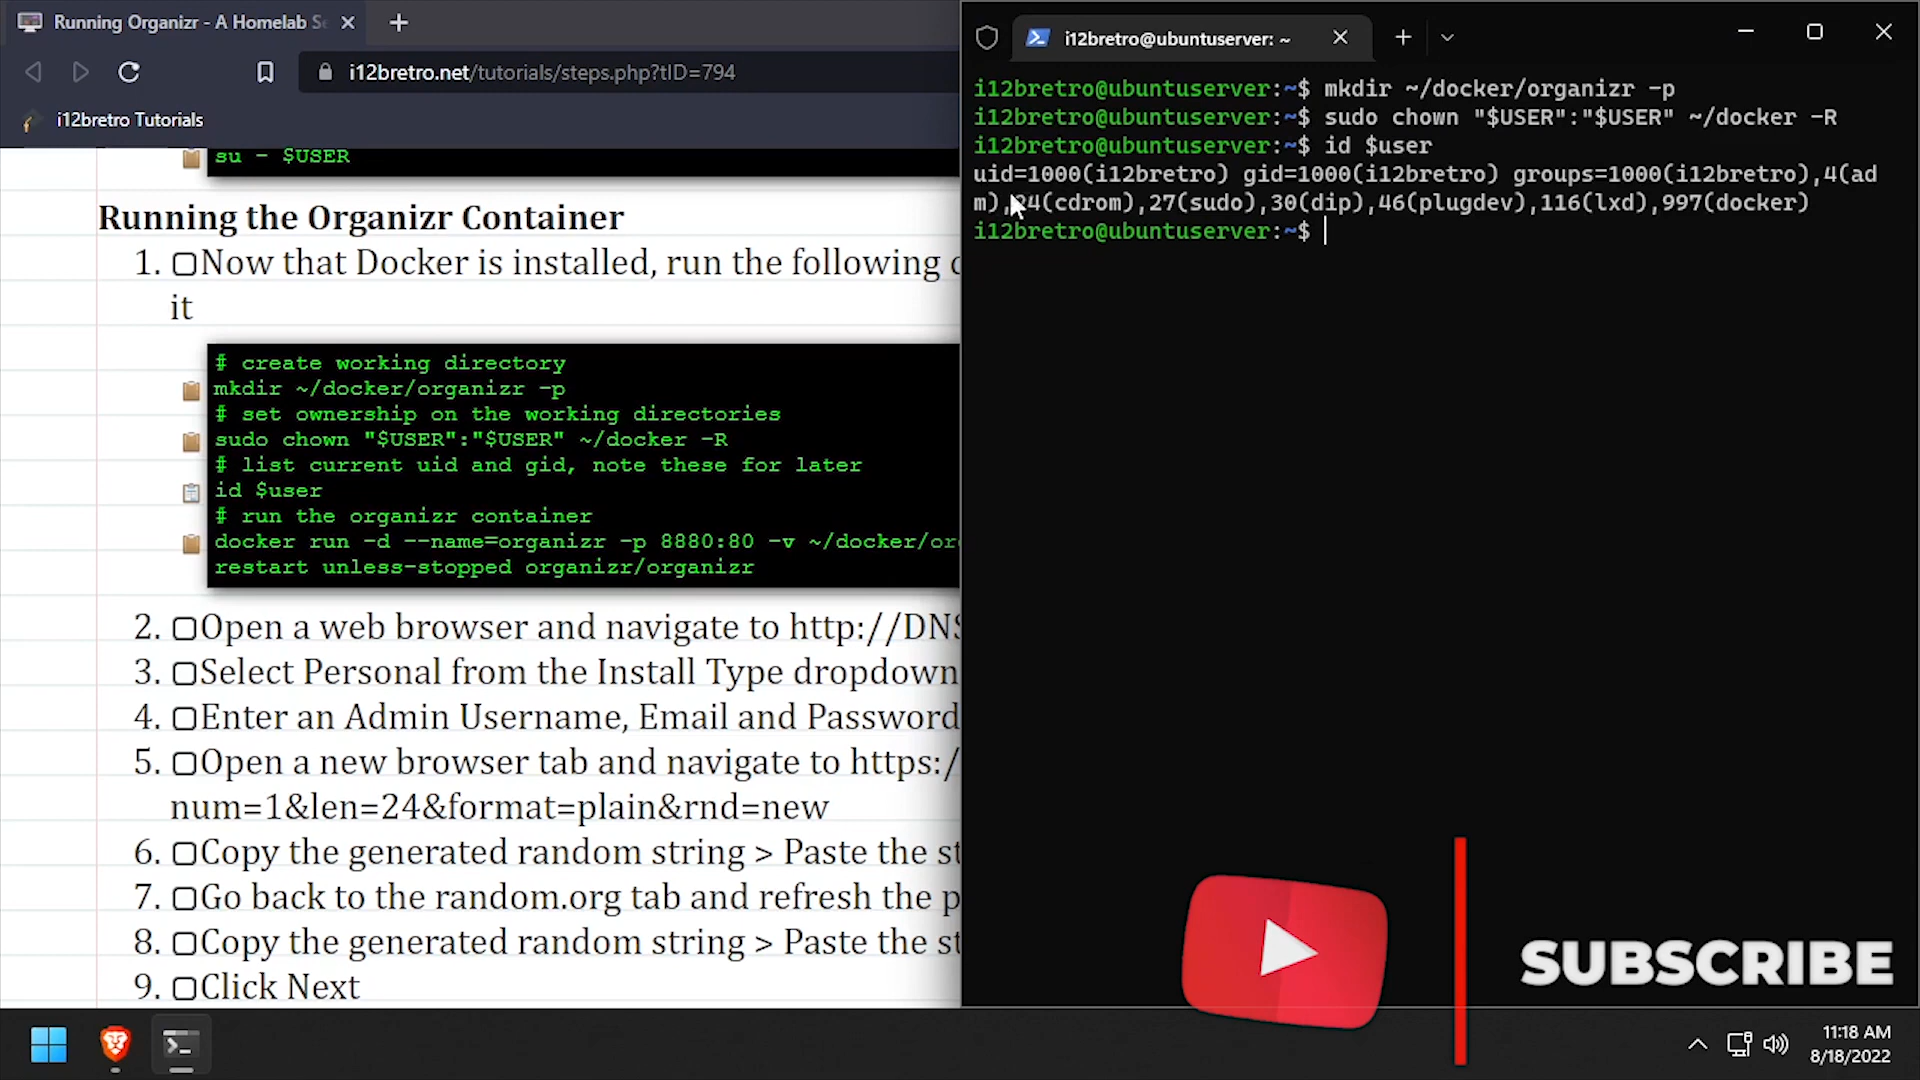 Running Organizr - A Homelab Se
i12bretro.net/tutorials/steps.php?tID=794
i12bretro Tutorials
su - $USER
Running the Organizr Container
1. Now that Docker is installed, run the following c
it
# create working directory
mkdir ~/docker/organizr -p
# set ownership on the working directories
sudo chown "$USER":"$USER" ~/docker -R
# list current uid and gid, note these for later
id $user
# run the organizr container
docker run -d --name=organizr -p 8880:80 -v ~/docker/or
restart unless-stopped organizr/organizr
2. Open a web browser and navigate to http://DNS
3. Select Personal from the Install Type dropdown
4. Enter an Admin Username, Email and Password
5. Open a new browser tab and navigate to https:/
num=1&len=24&format=plain&rnd=new
6. Copy the generated random string > Paste the st
7. Go back to the random.org tab and refresh the p
8. Copy the generated random string > Paste the st
9. Click Next
i12bretro@ubuntuserver: ~
i12bretro@ubuntuserver:~$ mkdir ~/docker/organizr -p
i12bretro@ubuntuserver:~$ sudo chown "$USER":"$USER" ~/docker -R
i12bretro@ubuntuserver:~$ id $user
uid=1000(i12bretro) gid=1000(i12bretro) groups=1000(i12bretro),4(ad
m),24(cdrom),27(sudo),30(dip),46(plugdev),116(lxd),997(docker)
i12bretro@ubuntuserver:~$
SUBSCRIBE
11:18 AM
8/18/2022